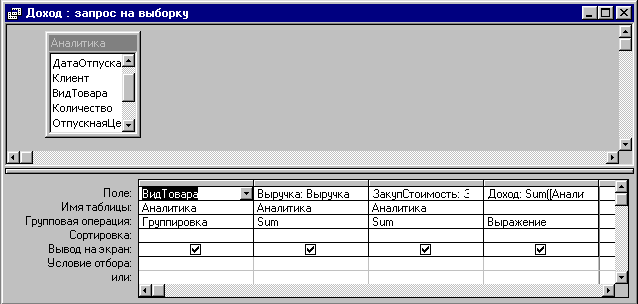 Доход : запрос на выборку
Аналитика
ДатаОтпуска
Клиент
ВидТовара
Количество
ОтпускнаяЦе
Поле: ВидТовара Выручка: Выручка ЗакупСтоимость: З Доход: Sum([Анали
Имя таблицы: Аналитика Аналитика Аналитика
Групповая операция: Группировка Sum Sum Выражение
Сортировка:
Вывод на экран:
Условие отбора:
или: